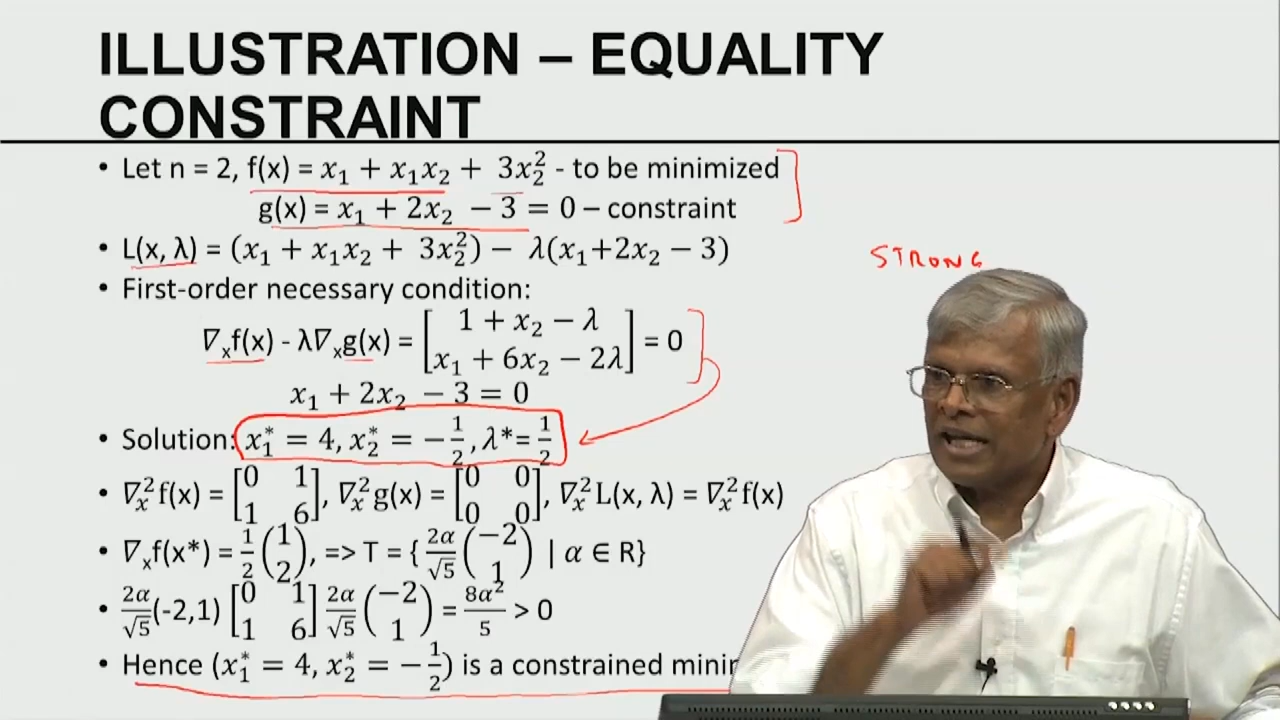 ILLUSTRATION – EQUALITY
CONSTRAINT
• Let n = 2, f(x) = x₁ + x₁x₂ + 3x₂² - to be minimized
g(x) = x₁ + 2x₂ − 3 = 0 – constraint
• L(x, λ) = (x₁ + x₁x₂ + 3x₂²) − λ(x₁+2x₂ − 3)
STRONG
• First-order necessary condition:
∇ₓf(x) - λ∇ₓg(x) = [1 + x₂ − λ; x₁ + 6x₂ − 2λ] = 0
x₁ + 2x₂ − 3 = 0
• Solution: x₁* = 4, x₂* = −1/2, λ*= 1/2
• ∇ₓ²f(x) = [0 1; 1 6], ∇ₓ²g(x) = [0 0; 0 0], ∇ₓ²L(x, λ) = ∇ₓ²f(x)
• ∇ₓf(x*) = 1/2 (1; 2), => T = { 2α/√5 (−2; 1) | α ∈ R}
• 2α/√5 (-2,1) [0 1; 1 6] 2α/√5 (−2; 1) = 8α²/5 > 0
• Hence (x₁* = 4, x₂* = −1/2) is a constrained